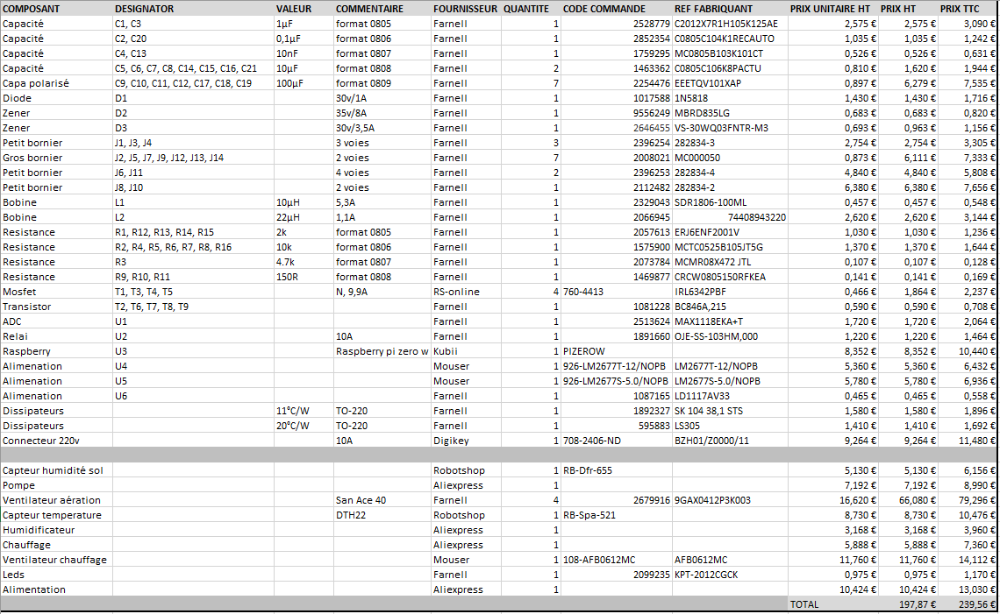 COMPOSANT DESIGNATOR VALEUR COMMENTAIRE FOURNISSEUR QUANTITE CODE COMMANDE REF FABRIQUANT PRIX UNITAIRE HT PRIX HT PRIX TTC
Capacité C1, C3 1µF format 0805 Farnell 1 2528779 C2012X7R1H105K125AE 2,575 € 2,575 € 3,090 €
Capacité C2, C20 0,1µF format 0806 Farnell 1 2852354 C0805C104K1RECAUTO 1,035 € 1,035 € 1,242 €
Capacité C4, C13 10nF format 0807 Farnell 1 1759295 MC0805B103K101CT 0,526 € 0,526 € 0,631 €
Capacité C5, C6, C7, C8, C14, C15, C16, C21 10µF format 0808 Farnell 2 1463362 C0805C106K8PACTU 0,810 € 1,620 € 1,944 €
Capa polarisé C9, C10, C11, C12, C17, C18, C19 100µF format 0809 Farnell 7 2254476 EEETQV101XAP 0,897 € 6,279 € 7,535 €
Diode D1 30v/1A Farnell 1 1017588 1N5818 1,430 € 1,430 € 1,716 €
Zener D2 35v/8A Farnell 1 9556249 MBRD835LG 0,683 € 0,683 € 0,820 €
Zener D3 30v/3,5A Farnell 1 2646455 VS-30WQ03FNTR-M3 0,693 € 0,963 € 1,156 €
Petit bornier J1, J3, J4 3 voies Farnell 3 2396254 282834-3 2,754 € 2,754 € 3,305 €
Gros bornier J2, J5, J7, J9, J12, J13, J14 2 voies Farnell 7 2008021 MC000050 0,873 € 6,111 € 7,333 €
Petit bornier J6, J11 4 voies Farnell 2 2396253 282834-4 4,840 € 4,840 € 5,808 €
Petit bornier J8, J10 2 voies Farnell 1 2112482 282834-2 6,380 € 6,380 € 7,656 €
Bobine L1 10µH 5,3A Farnell 1 2329043 SDR1806-100ML 0,457 € 0,457 € 0,548 €
Bobine L2 22µH 1,1A Farnell 1 2066945 74408943220 2,620 € 2,620 € 3,144 €
Resistance R1, R12, R13, R14, R15 2k format 0805 Farnell 1 2057613 ERJ6ENF2001V 1,030 € 1,030 € 1,236 €
Resistance R2, R4, R5, R6, R7, R8, R16 10k format 0806 Farnell 1 1575900 MCTC0525B105JT5G 1,370 € 1,370 € 1,644 €
Resistance R3 4.7k format 0807 Farnell 1 2073784 MCMR08X472 JTL 0,107 € 0,107 € 0,128 €
Resistance R9, R10, R11 150R format 0808 Farnell 1 1469877 CRCW0805150RFKEA 0,141 € 0,141 € 0,169 €
Mosfet T1, T3, T4, T5 N, 9,9A RS-online 4 760-4413 IRL6342PBF 0,466 € 1,864 € 2,237 €
Transistor T2, T6, T7, T8, T9 Farnell 1 1081228 BC846A,215 0,590 € 0,590 € 0,708 €
ADC U1 Farnell 1 2513624 MAX1118EKA+T 1,720 € 1,720 € 2,064 €
Relai U2 10A Farnell 1 1891660 OJE-SS-103HM,000 1,220 € 1,220 € 1,464 €
Raspberry U3 Raspberry pi zero w Kubii 1 PIZEROW 8,352 € 8,352 € 10,440 €
Alimenation U4 Mouser 1 926-LM2677T-12/NOPB LM2677T-12/NOPB 5,360 € 5,360 € 6,432 €
Alimenation U5 Mouser 1 926-LM2677S-5.0/NOPB LM2677S-5.0/NOPB 5,780 € 5,780 € 6,936 €
Alimenation U6 Farnell 1 1087165 LD1117AV33 0,465 € 0,465 € 0,558 €
Dissipateurs 11°C/W TO-220 Farnell 1 1892327 SK 104 38,1 STS 1,580 € 1,580 € 1,896 €
Dissipateurs 20°C/W TO-220 Farnell 1 595883 LS305 1,410 € 1,410 € 1,692 €
Connecteur 220v 10A Digikey 1 708-2406-ND BZH01/Z0000/11 9,264 € 9,264 € 11,480 €
Capteur humidité sol Robotshop 1 RB-Dfr-655 5,130 € 5,130 € 6,156 €
Pompe Aliexpress 1 7,192 € 7,192 € 8,990 €
Ventilateur aération San Ace 40 Farnell 4 2679916 9GAX0412P3K003 16,620 € 66,080 € 79,296 €
Capteur temperature DTH22 Robotshop 1 RB-Spa-521 8,730 € 8,730 € 10,476 €
Humidificateur Aliexpress 1 3,168 € 3,168 € 3,960 €
Chauffage Aliexpress 1 5,888 € 5,888 € 7,360 €
Ventilateur chauffage Mouser 1 108-AFB0612MC AFB0612MC 11,760 € 11,760 € 14,112 €
Leds Farnell 1 2099235 KPT-2012CGCK 0,975 € 0,975 € 1,170 €
Alimentation Aliexpress 1 10,424 € 10,424 € 13,030 €
TOTAL 197,87 € 239,56 €